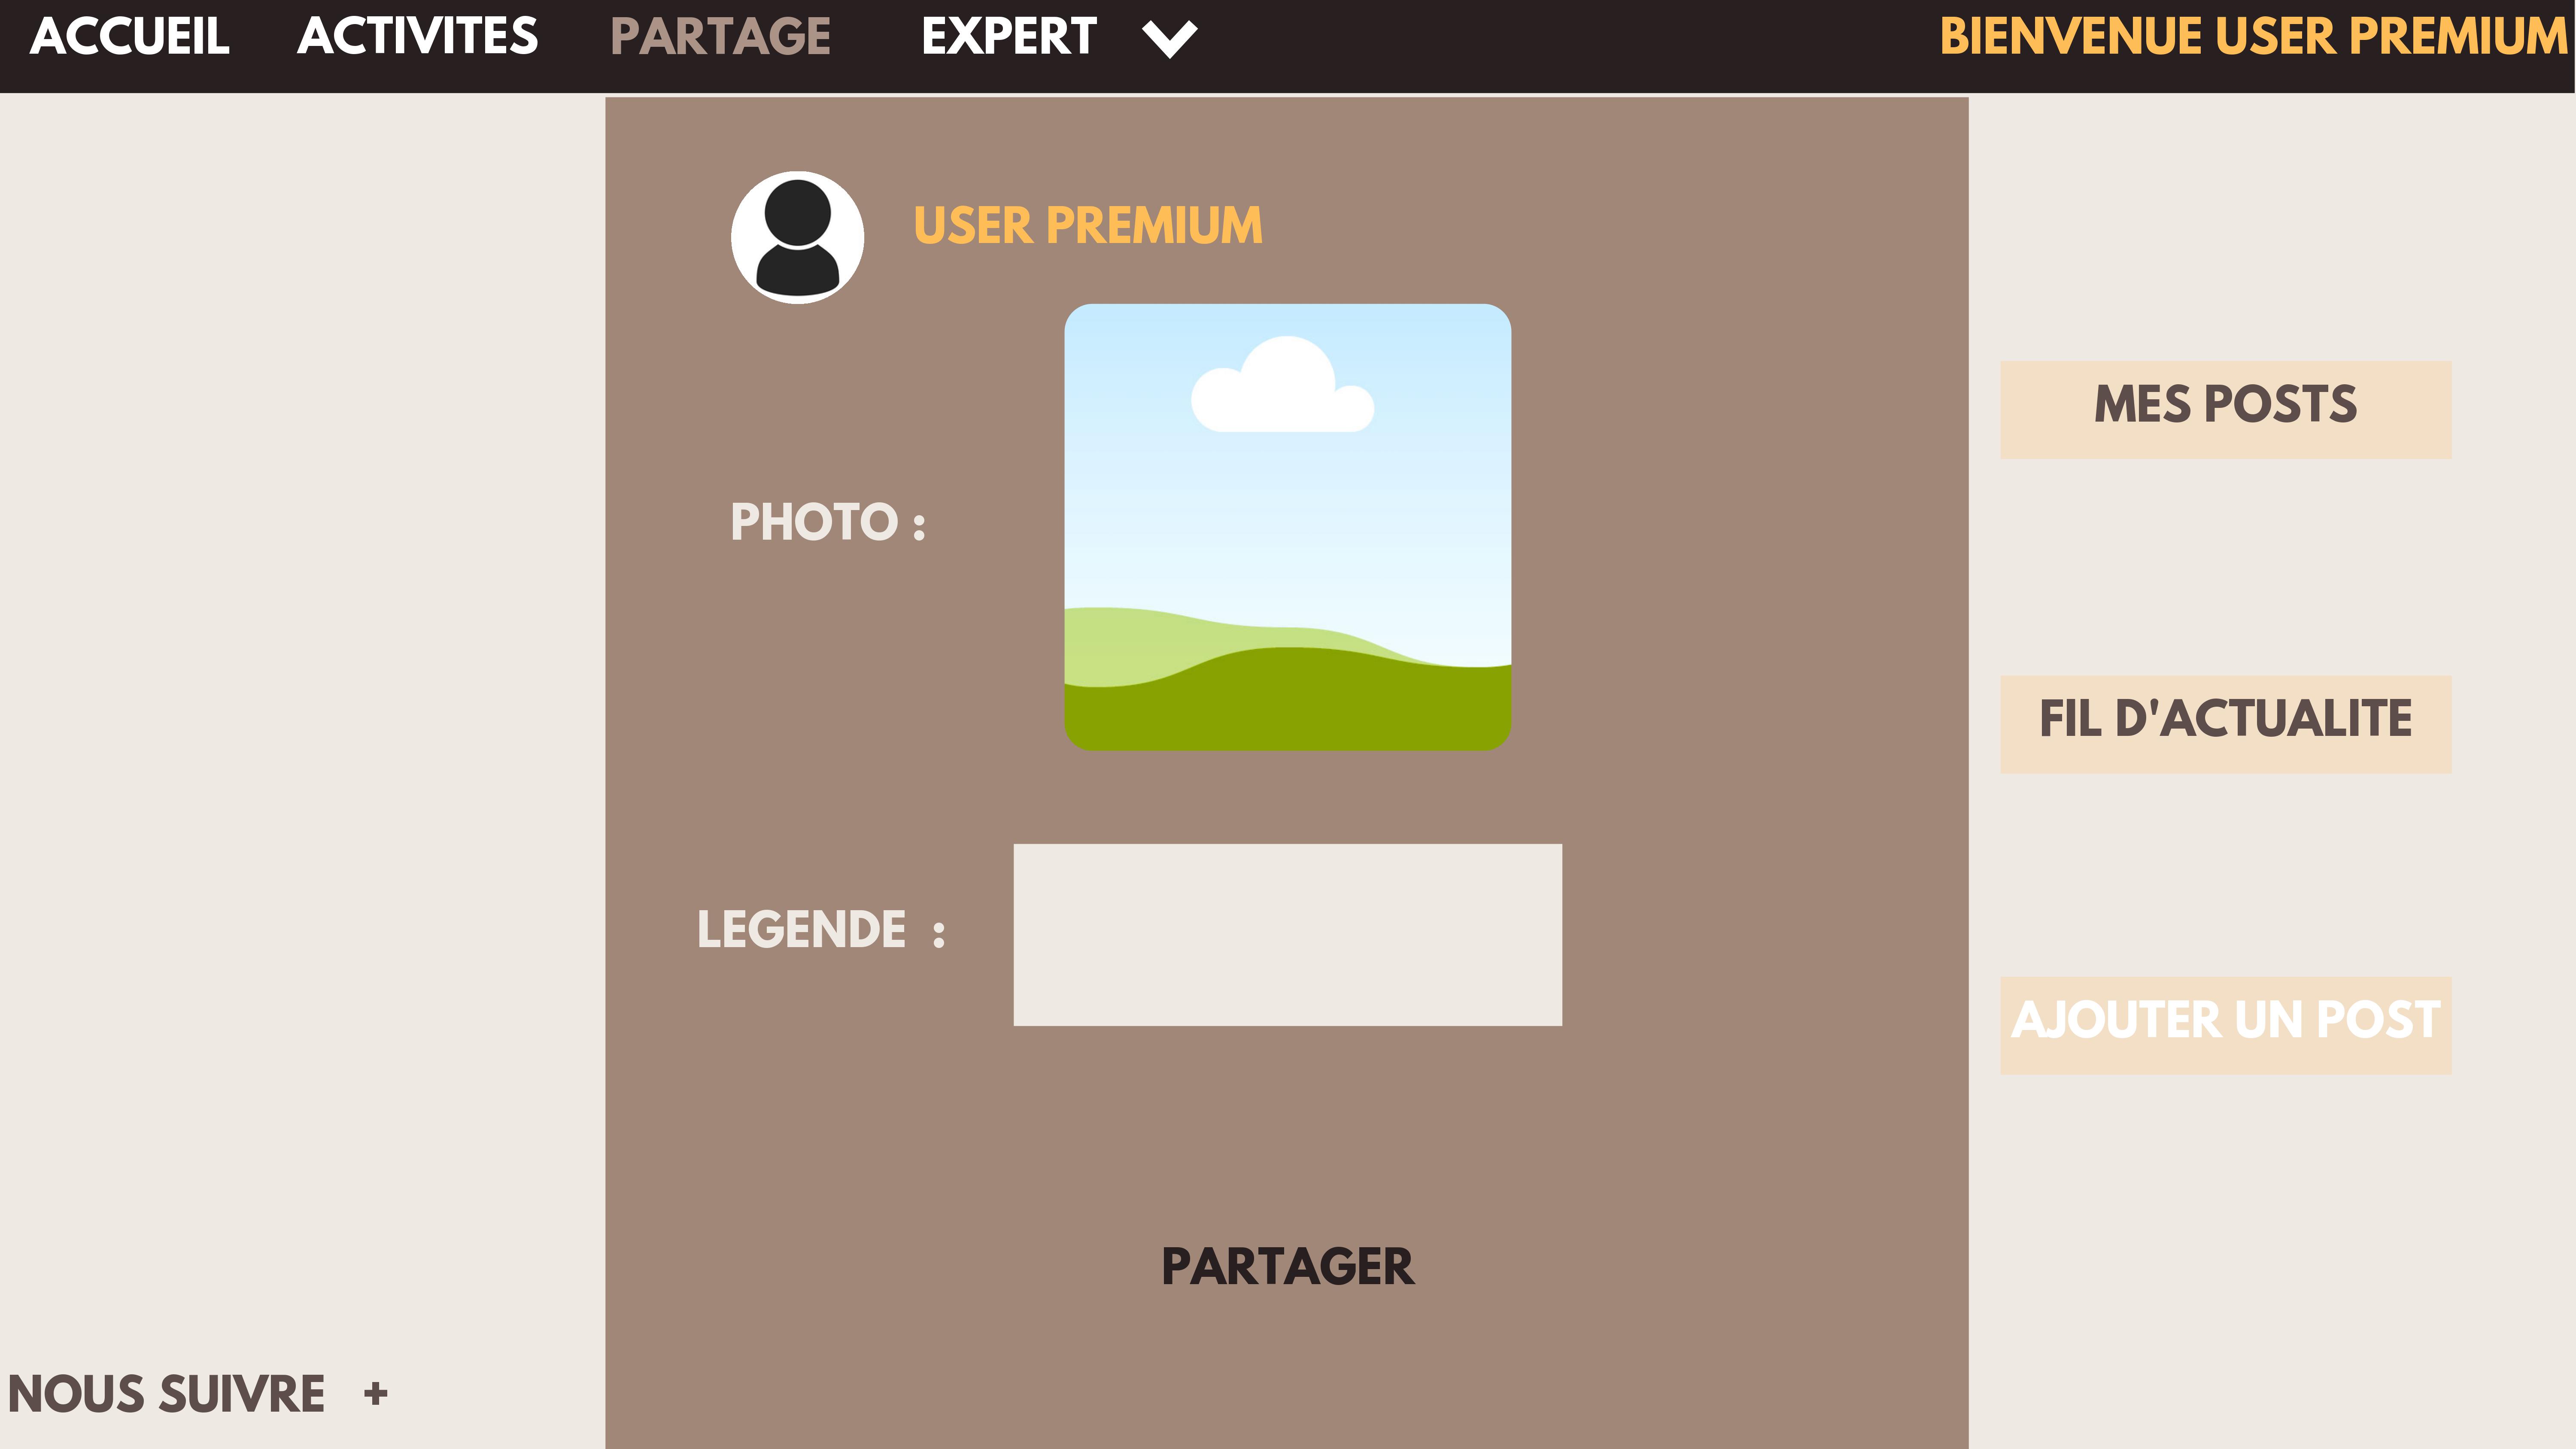 ACCUEIL ACTIVITES PARTAGE EXPERT BIENVENUE USER PREMIUM
USER PREMIUM
MES POSTS
PHOTO :
FIL D'ACTUALITE
LEGENDE :
AJOUTER UN POST
PARTAGER
NOUS SUIVRE +